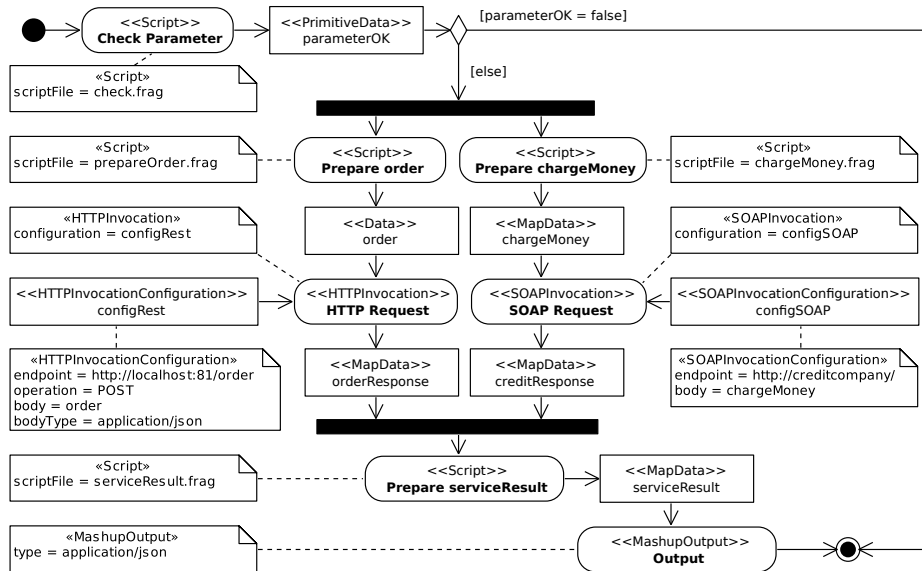 <<Script>>
Check Parameter
<<PrimitiveData>>
parameterOK
[parameterOK = false]
[else]
«Script»
scriptFile = check.frag
«Script»
scriptFile = prepareOrder.frag
<<Script>>
Prepare order
<<Script>>
Prepare chargeMoney
«Script»
scriptFile = chargeMoney.frag
«HTTPInvocation»
configuration = configRest
<<Data>>
order
<<MapData>>
chargeMoney
«SOAPInvocation»
configuration = configSOAP
<<HTTPInvocationConfiguration>>
configRest
<<HTTPInvocation>>
HTTP Request
<<SOAPInvocation>>
SOAP Request
<<SOAPInvocationConfiguration>>
configSOAP
«HTTPInvocationConfiguration»
endpoint = http://localhost:81/order
operation = POST
body = order
bodyType = application/json
<<MapData>>
orderResponse
<<MapData>>
creditResponse
«SOAPInvocationConfiguration»
endpoint = http://creditcompany/
body = chargeMoney
«Script»
scriptFile = serviceResult.frag
<<Script>>
Prepare serviceResult
<<MapData>>
serviceResult
«MashupOutput»
type = application/json
<<MashupOutput>>
Output